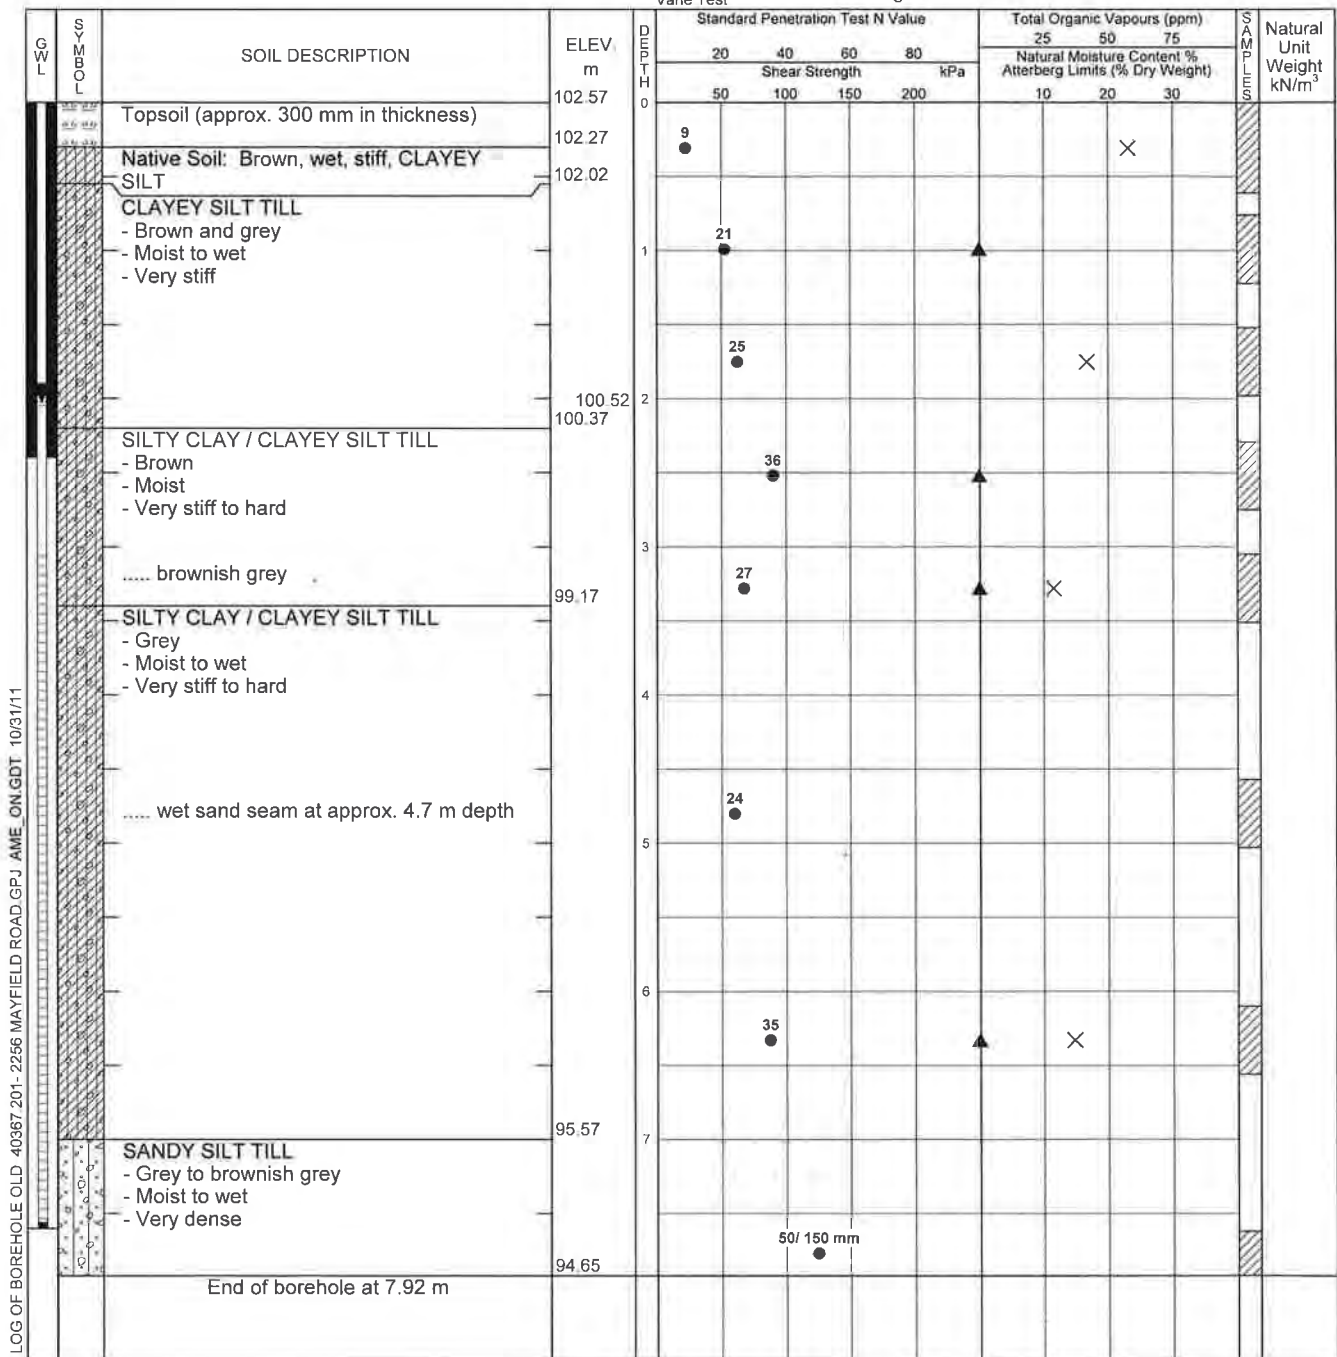 Vane Test
GWL
SYMBOL
SOIL DESCRIPTION
ELEV.
m
DEPTH
Standard Penetration Test N Value
20 40 60 80
Shear Strength kPa
50 100 150 200
Total Organic Vapours (ppm)
25 50 75
Natural Moisture Content %
Atterberg Limits (% Dry Weight)
10 20 30
SAMPLES
Natural
Unit
Weight
kN/m³
102.57
0
Topsoil (approx. 300 mm in thickness)
102.27
9
Native Soil: Brown, wet, stiff, CLAYEY
SILT
102.02
CLAYEY SILT TILL
- Brown and grey
- Moist to wet
- Very stiff
21
1
25
100.52
2
100.37
SILTY CLAY / CLAYEY SILT TILL
- Brown
- Moist
- Very stiff to hard
36
3
..... brownish grey
27
99.17
SILTY CLAY / CLAYEY SILT TILL
- Grey
- Moist to wet
- Very stiff to hard
4
..... wet sand seam at approx. 4.7 m depth
24
5
6
35
95.57
7
SANDY SILT TILL
- Grey to brownish grey
- Moist to wet
- Very dense
50/ 150 mm
94.65
End of borehole at 7.92 m
LOG OF BOREHOLE OLD 40367.201- 2256 MAYFIELD ROAD.GPJ AME_ON.GDT 10/31/11